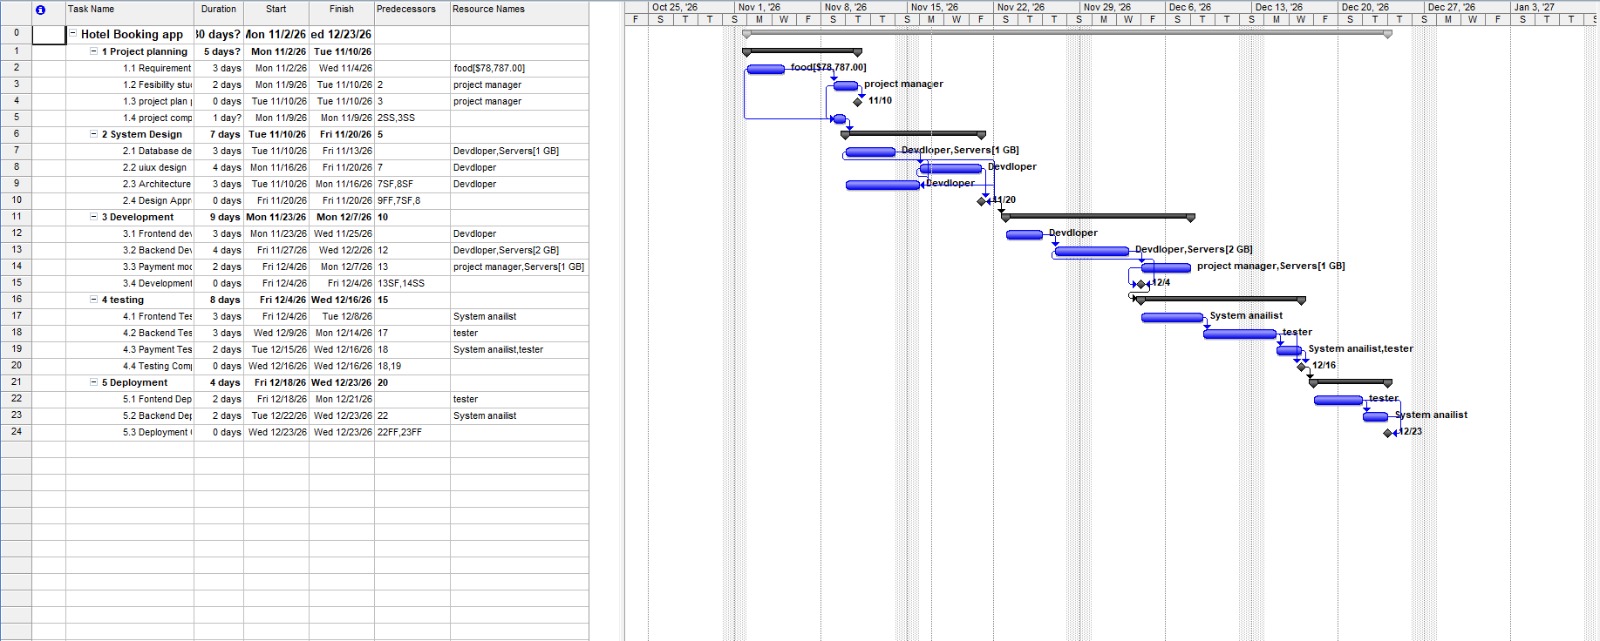 Task Name Duration Start Finish Predecessors Resource Names
Oct 25, '26 Nov 1, '26 Nov 8, '26 Nov 15, '26 Nov 22, '26 Nov 29, '26 Dec 6, '26 Dec 13, '26 Dec 20, '26 Dec 27, '26 Jan 3, '27
F S T T S M W F S T T S M W F S T T S M W F S T T S M W F S T T S M W F S T T
0 Hotel Booking app 30 days? Mon 11/2/26 ed 12/23/26
1 1 Project planning 5 days? Mon 11/2/26 Tue 11/10/26
2 1.1 Requirement 3 days Mon 11/2/26 Wed 11/4/26 food[$78,787.00] food[$78,787.00]
3 1.2 Fesibility stu 2 days Mon 11/9/26 Tue 11/10/26 2 project manager project manager
4 1.3 project plan 0 days Tue 11/10/26 Tue 11/10/26 3 project manager 11/10
5 1.4 project comp 1 day? Mon 11/9/26 Mon 11/9/26 2SS,3SS
6 2 System Design 7 days Tue 11/10/26 Fri 11/20/26 5
7 2.1 Database de 3 days Tue 11/10/26 Fri 11/13/26 Devdloper,Servers[1 GB] Devdloper,Servers[1 GB]
8 2.2 uiux design 4 days Mon 11/16/26 Fri 11/20/26 7 Devdloper Devdloper
9 2.3 Architecture 3 days Tue 11/10/26 Mon 11/16/26 7SF,8SF Devdloper Devdloper
10 2.4 Design Appr 0 days Fri 11/20/26 Fri 11/20/26 9FF,7SF,8 11/20
11 3 Development 9 days Mon 11/23/26 Mon 12/7/26 10
12 3.1 Frontend dev 3 days Mon 11/23/26 Wed 11/25/26 Devdloper Devdloper
13 3.2 Backend Dev 4 days Fri 11/27/26 Wed 12/2/26 12 Devdloper,Servers[2 GB] Devdloper,Servers[2 GB]
14 3.3 Payment moc 2 days Fri 12/4/26 Mon 12/7/26 13 project manager,Servers[1 GB] project manager,Servers[1 GB]
15 3.4 Development 0 days Fri 12/4/26 Fri 12/4/26 13SF,14SS 12/4
16 4 testing 8 days Fri 12/4/26 Wed 12/16/26 15
17 4.1 Frontend Tes 3 days Fri 12/4/26 Tue 12/8/26 System anailist System anailist
18 4.2 Backend Tes 3 days Wed 12/9/26 Mon 12/14/26 17 tester tester
19 4.3 Payment Tes 2 days Tue 12/15/26 Wed 12/16/26 18 System anailist,tester System anailist,tester
20 4.4 Testing Comp 0 days Wed 12/16/26 Wed 12/16/26 18,19 12/16
21 5 Deployment 4 days Fri 12/18/26 Wed 12/23/26 20
22 5.1 Fontend Dep 2 days Fri 12/18/26 Mon 12/21/26 tester tester
23 5.2 Backend Dep 2 days Tue 12/22/26 Wed 12/23/26 22 System anailist System anailist
24 5.3 Deployment 0 days Wed 12/23/26 Wed 12/23/26 22FF,23FF 12/23